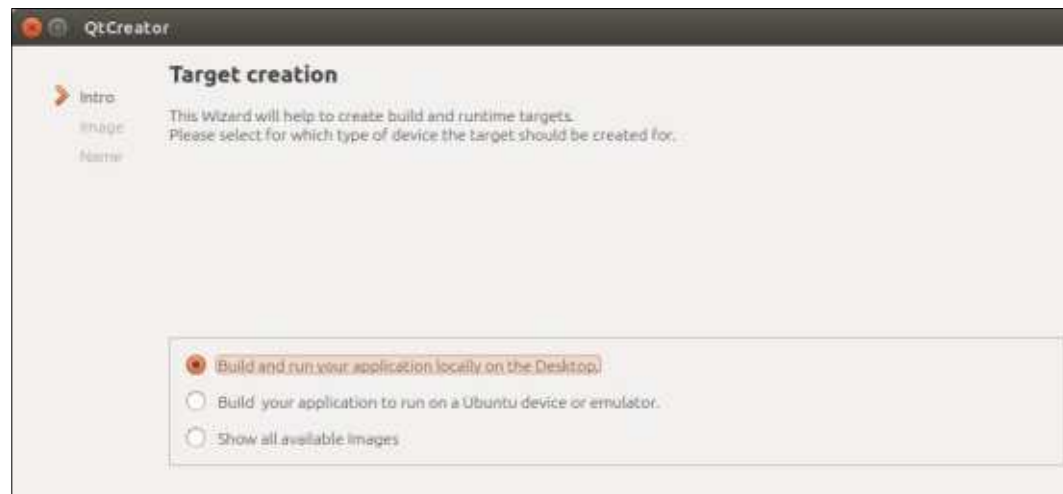 QtCreator
Target creation
Intro
Image
Name
This Wizard will help to create build and runtime targets.
Please select for which type of device the target should be created for.
Build and run your application locally on the Desktop.
Build your application to run on a Ubuntu device or emulator.
Show all available images